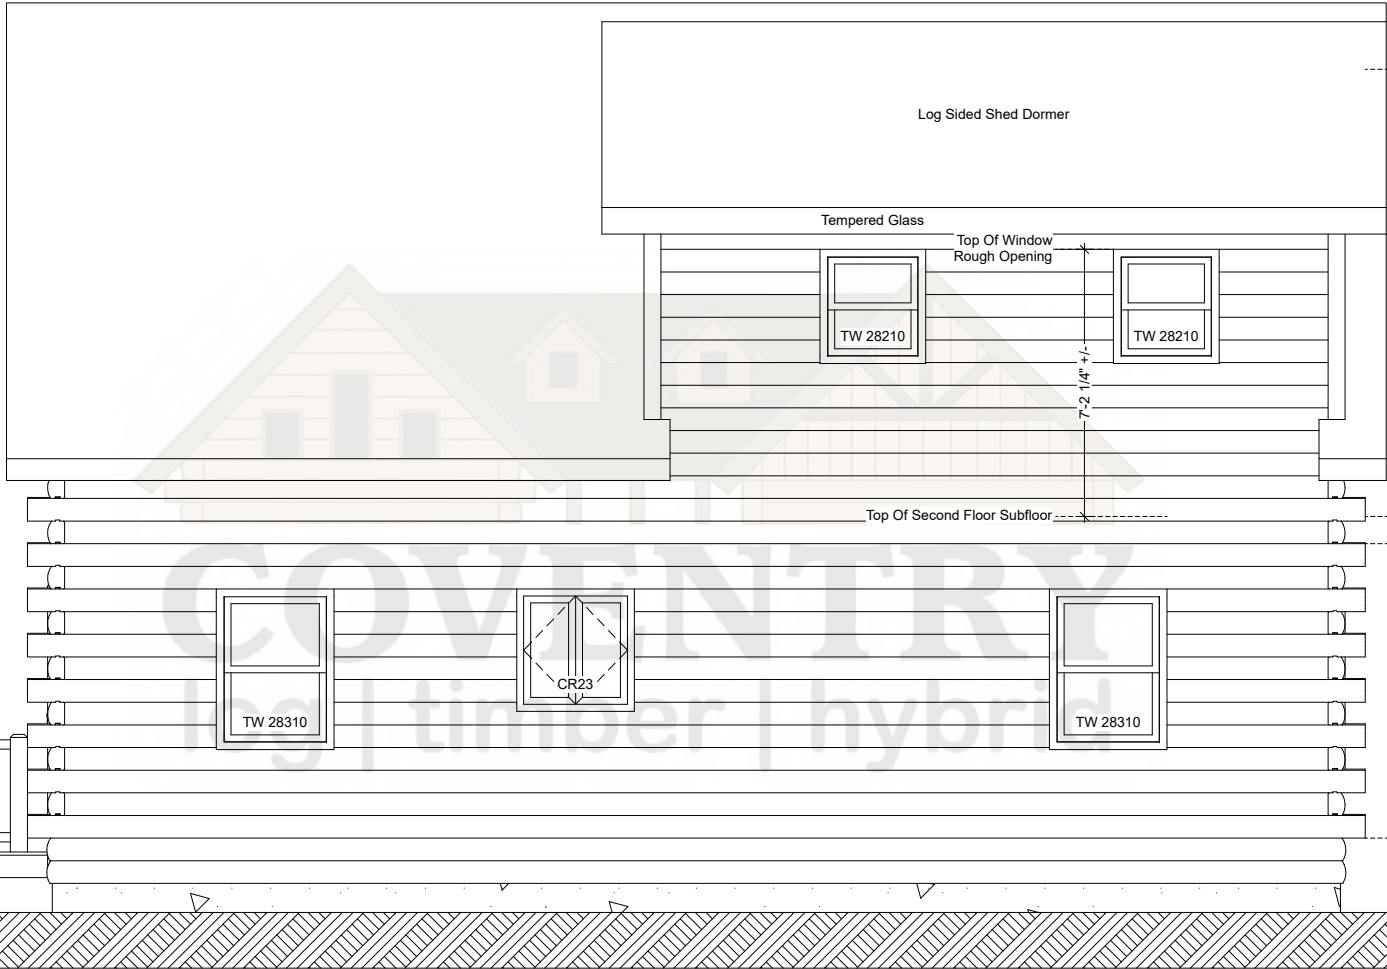 Log Sided Shed Dormer
Tempered Glass
Top Of Window
Rough Opening
TW 28210
TW 28210
7'-2 1/4" +/-
Top Of Second Floor Subfloor
COVENTRY
log | timber | hybrid
CR23
TW 28310
TW 28310